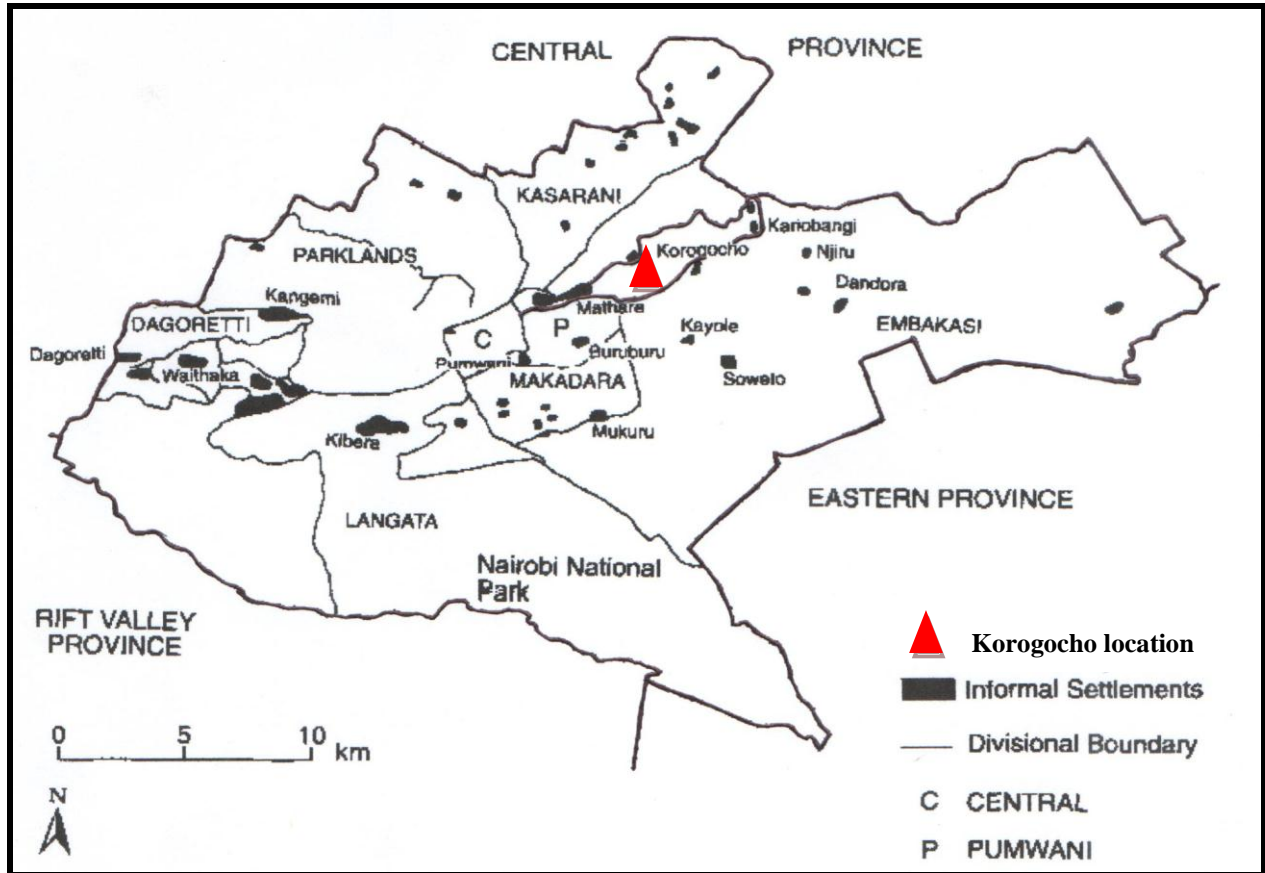 CENTRAL PROVINCE
KASARANI
Kariobangi
Korogocho
Njiru
PARKLANDS
Dandora
Kangemi
Mathare
DAGORETTI
C
P
Kayole
EMBAKASI
Dagoretti
Pumwani
Buruburu
Waithaka
MAKADARA
Sowelo
Kibera
Mukuru
EASTERN PROVINCE
LANGATA
Nairobi National
Park
RIFT VALLEY
PROVINCE
Korogocho location
Informal Settlements
0 5 10
km
Divisional Boundary
N
C CENTRAL
P PUMWANI